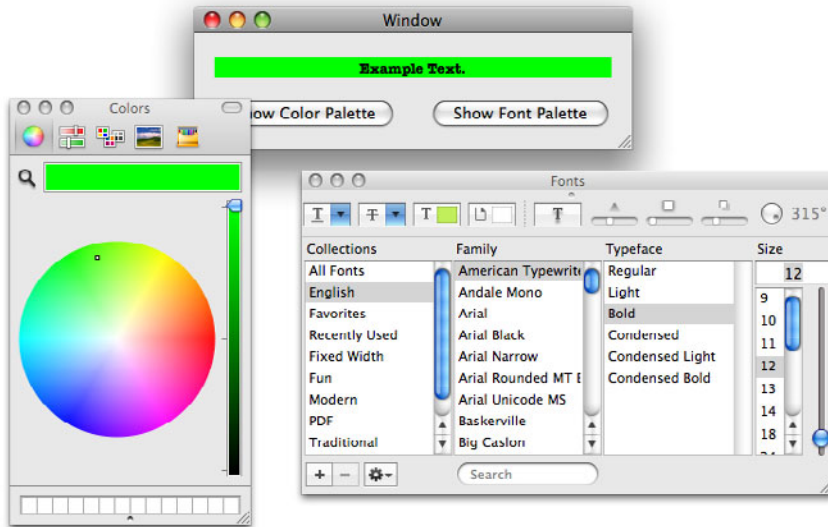 Window
Example Text.
ow Color Palette
Show Font Palette
Colors
Fonts
T T T T 315°
Collections Family Typeface Size
All Fonts American Typewrite Regular 12
English Andale Mono Light 9
Favorites Arial Bold 10
Recently Used Arial Black Condensed 11
Fixed Width Arial Narrow Condensed Light 12
Fun Arial Rounded MT B Condensed Bold 13
Modern Arial Unicode MS 14
PDF Baskerville 18
Traditional Big Caslon
Search